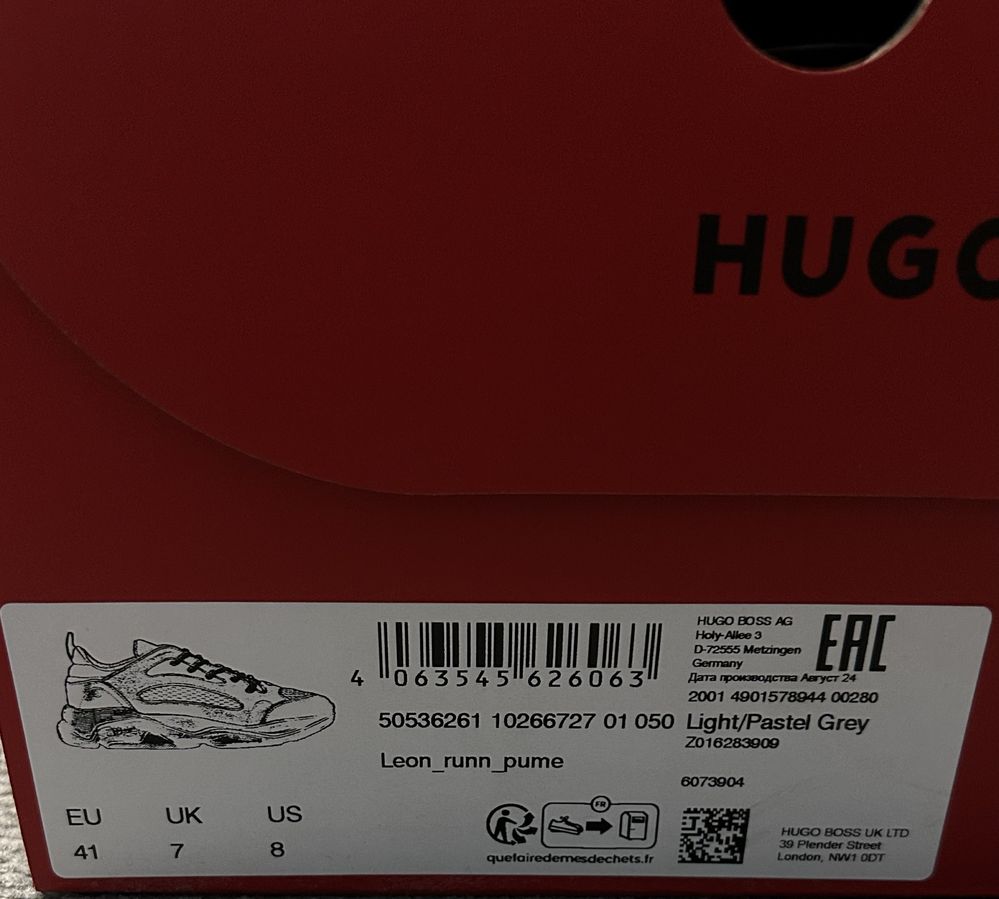 HUGO
HUGO BOSS AG
Holy-Allee 3
D-72555 Metzingen
Germany
EAC
Дата производства Август 24
4 063545 626063
2001 4901578944 00280
50536261 10266727 01 050 Light/Pastel Grey
Z016283909
Leon_runn_pume
6073904
EU UK US
41 7 8
FR
quefairedemesdechets.fr
HUGO BOSS UK LTD
39 Plender Street
London, NW1 0DT